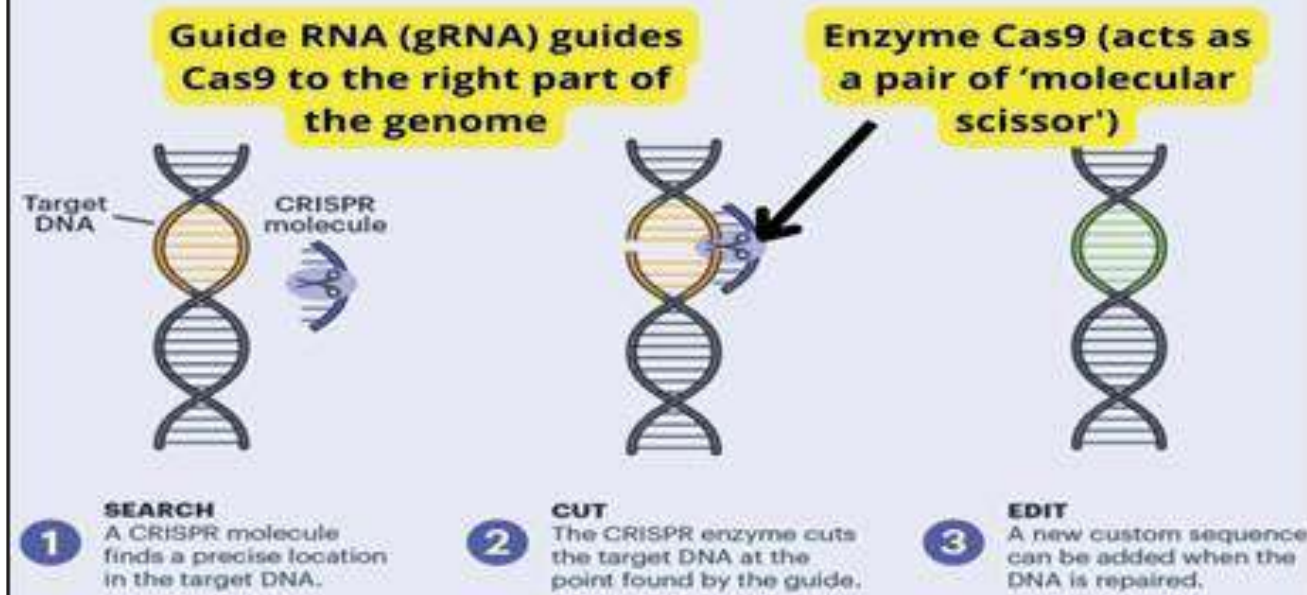 Guide RNA (gRNA) guides
Cas9 to the right part of
the genome
Enzyme Cas9 (acts as
a pair of ‘molecular
scissor')
Target
DNA
CRISPR
molecule
1
SEARCH
A CRISPR molecule
finds a precise location
in the target DNA.
2
CUT
The CRISPR enzyme cuts
the target DNA at the
point found by the guide.
3
EDIT
A new custom sequence
can be added when the
DNA is repaired.